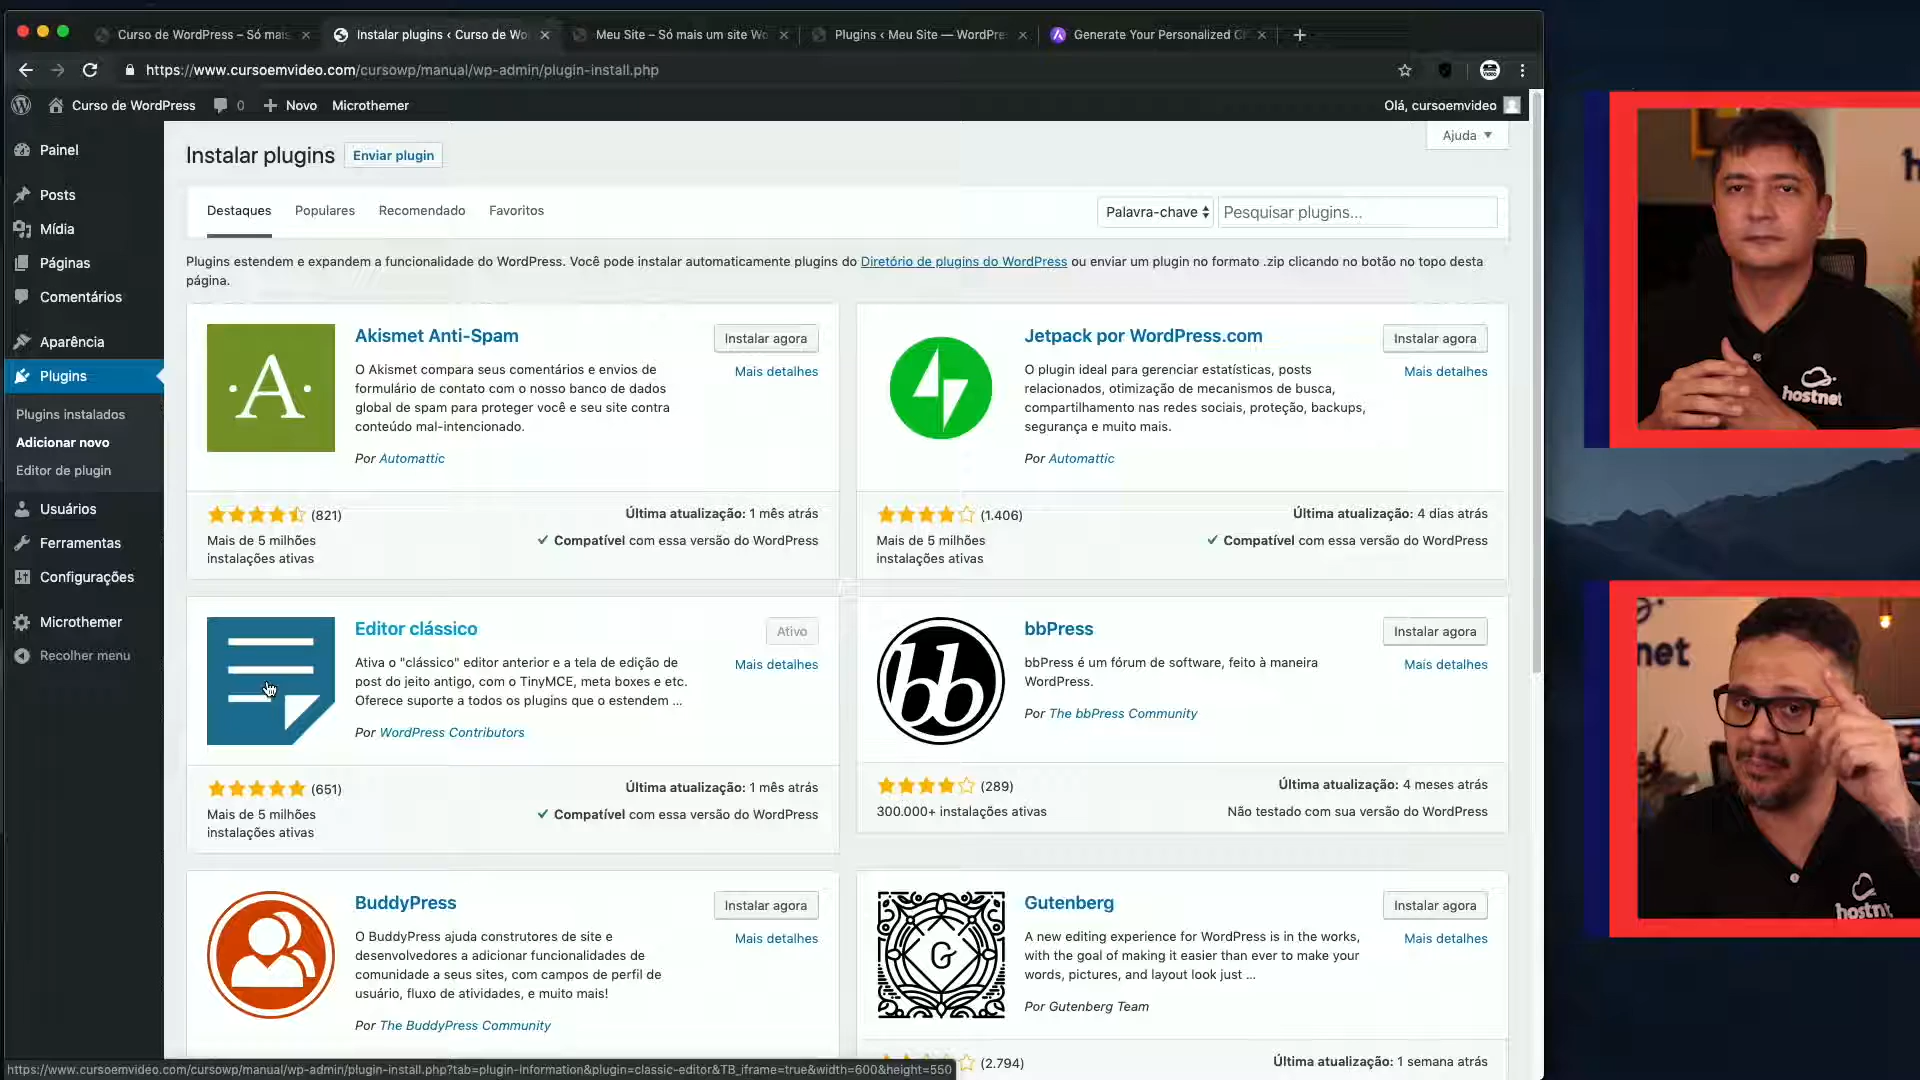 Curso de WordPress – Só mais
Instalar plugins ‹ Curso de Wo
Meu Site – Só mais um site Wo
Plugins ‹ Meu Site — WordPre
Generate Your Personalized C
https://www.cursoemvideo.com/cursowp/manual/wp-admin/plugin-install.php
Curso de WordPress
0
Novo
Microthemer
Olá, cursoemvideo
Painel
Posts
Mídia
Páginas
Comentários
Aparência
Plugins
Plugins instalados
Adicionar novo
Editor de plugin
Usuários
Ferramentas
Configurações
Microthemer
Recolher menu
Ajuda
Instalar plugins
Enviar plugin
Destaques
Populares
Recomendado
Favoritos
Palavra-chave
Pesquisar plugins...
Plugins estendem e expandem a funcionalidade do WordPress. Você pode instalar automaticamente plugins do Diretório de plugins do WordPress ou enviar um plugin no formato .zip clicando no botão no topo desta
página.
A
Akismet Anti-Spam
Instalar agora
Mais detalhes
O Akismet compara seus comentários e envios de
formulário de contato com o nosso banco de dados
global de spam para proteger você e seu site contra
conteúdo mal-intencionado.
Por Automattic
(821)
Mais de 5 milhões
instalações ativas
Última atualização: 1 mês atrás
Compatível com essa versão do WordPress
Jetpack por WordPress.com
Instalar agora
Mais detalhes
O plugin ideal para gerenciar estatísticas, posts
relacionados, otimização de mecanismos de busca,
compartilhamento nas redes sociais, proteção, backups,
segurança e muito mais.
Por Automattic
(1.406)
Mais de 5 milhões
instalações ativas
Última atualização: 4 dias atrás
Compatível com essa versão do WordPress
Editor clássico
Ativo
Mais detalhes
Ativa o "clássico" editor anterior e a tela de edição de
post do jeito antigo, com o TinyMCE, meta boxes e etc.
Oferece suporte a todos os plugins que o estendem ...
Por WordPress Contributors
(651)
Mais de 5 milhões
instalações ativas
Última atualização: 1 mês atrás
Compatível com essa versão do WordPress
bb
bbPress
Instalar agora
Mais detalhes
bbPress é um fórum de software, feito à maneira
WordPress.
Por The bbPress Community
(289)
300.000+ instalações ativas
Última atualização: 4 meses atrás
Não testado com sua versão do WordPress
BuddyPress
Instalar agora
Mais detalhes
O BuddyPress ajuda construtores de site e
desenvolvedores a adicionar funcionalidades de
comunidade a seus sites, com campos de perfil de
usuário, fluxo de atividades, e muito mais!
Por The BuddyPress Community
G
Gutenberg
Instalar agora
Mais detalhes
A new editing experience for WordPress is in the works,
with the goal of making it easier than ever to make your
words, pictures, and layout look just ...
Por Gutenberg Team
(2.794)
Última atualização: 1 semana atrás
https://www.cursoemvideo.com/cursowp/manual/wp-admin/plugin-install.php?tab=plugin-information&plugin=classic-editor&TB_iframe=true&width=600&height=550
hostnet
net
hostn